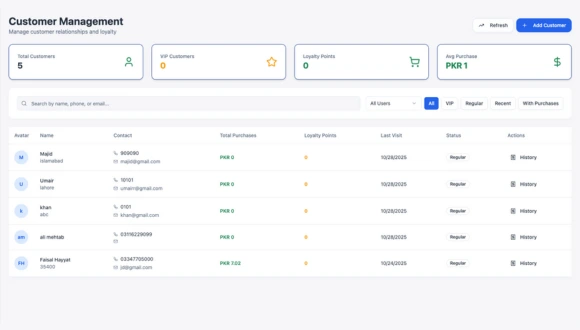 Customer Management
Manage customer relationships and loyalty
Refresh
+ Add Customer
Total Customers
5
VIP Customers
0
Loyalty Points
0
Avg Purchase
PKR 1
$
Search by name, phone, or email...
All Users
All
VIP
Regular
Recent
With Purchases
Avatar Name Contact Total Purchases Loyalty Points Last Visit Status Actions
M Majid 909090 PKR 0 0 10/28/2025 Regular History
islamabad majid@gmail.com
U Umair 10101 PKR 0 0 10/28/2025 Regular History
lahore umairr@gmail.com
k khan 0101 PKR 0 0 10/28/2025 Regular History
abc khan@gmail.com
am ali mehtab 03116229099 PKR 0 0 10/28/2025 Regular History
FH Faisal Hayyat 03347705000 PKR 7.02 0 10/24/2025 Regular History
35400 jd@gmail.com